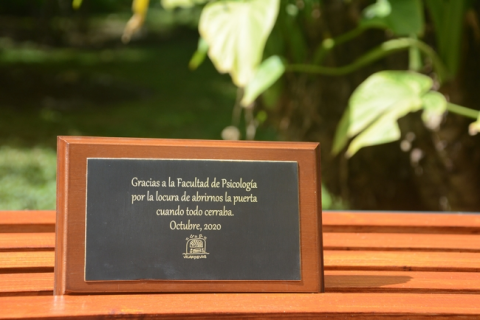 Gracias a la Facultad de Psicología
por la locura de abrirnos la puerta
cuando todo cerraba.
Octubre, 2020